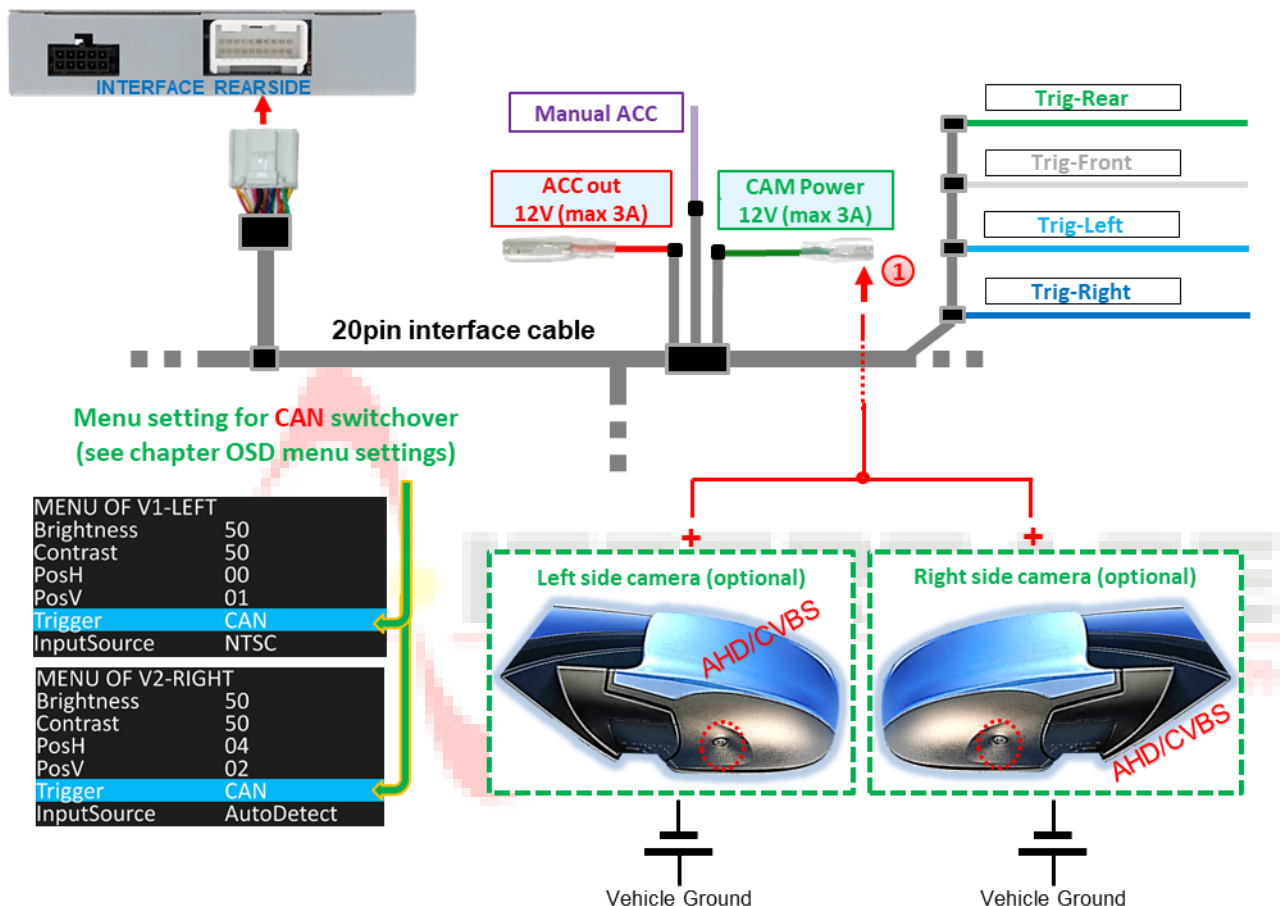 INTERFACE REARSIDE
Manual ACC
ACC out
12V (max 3A)
CAM Power
12V (max 3A)
1
Trig-Rear
Trig-Front
Trig-Left
Trig-Right
20pin interface cable
Menu setting for CAN switchover
(see chapter OSD menu settings)
MENU OF V1-LEFT
Brightness 50
Contrast 50
PosH 00
PosV 01
Trigger CAN
InputSource NTSC
MENU OF V2-RIGHT
Brightness 50
Contrast 50
PosH 04
PosV 02
Trigger CAN
InputSource AutoDetect
+
+
Left side camera (optional)
AHD/CVBS
Right side camera (optional)
AHD/CVBS
Vehicle Ground
Vehicle Ground